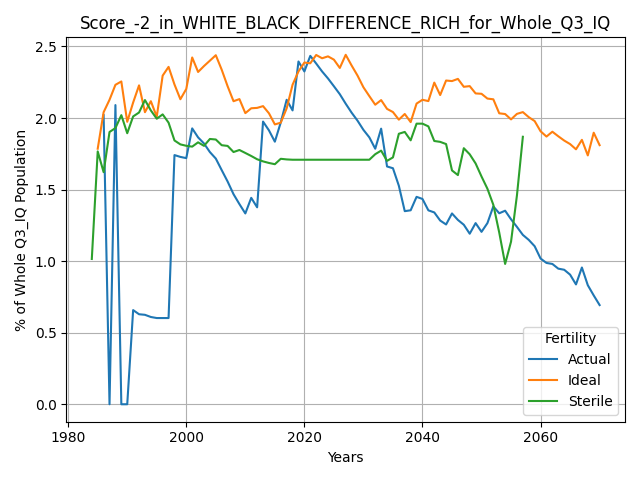 Score_-2_in_WHITE_BLACK_DIFFERENCE_RICH_for_Whole_Q3_IQ
2.5
2.0
1.5
1.0
0.5
0.0
% of Whole Q3_IQ Population
Fertility
Actual
Ideal
Sterile
1980
2000
2020
2040
2060
Years